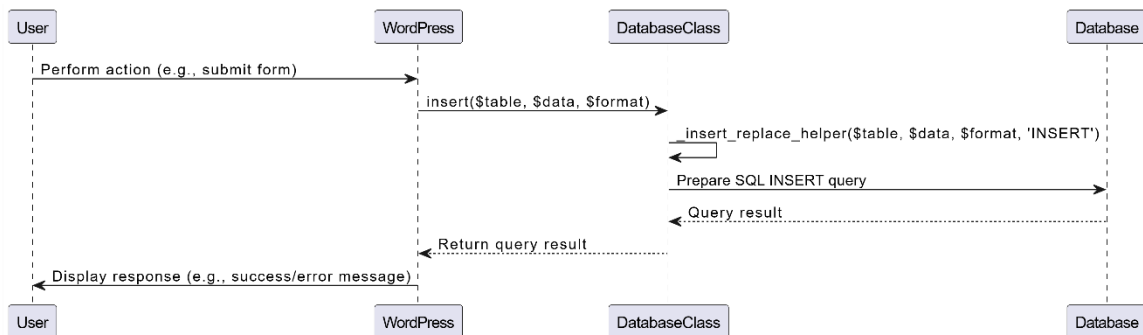 User WordPress DatabaseClass Database
Perform action (e.g., submit form)
insert($table, $data, $format)
_insert_replace_helper($table, $data, $format, 'INSERT')
Prepare SQL INSERT query
Query result
Return query result
Display response (e.g., success/error message)
User WordPress DatabaseClass Database